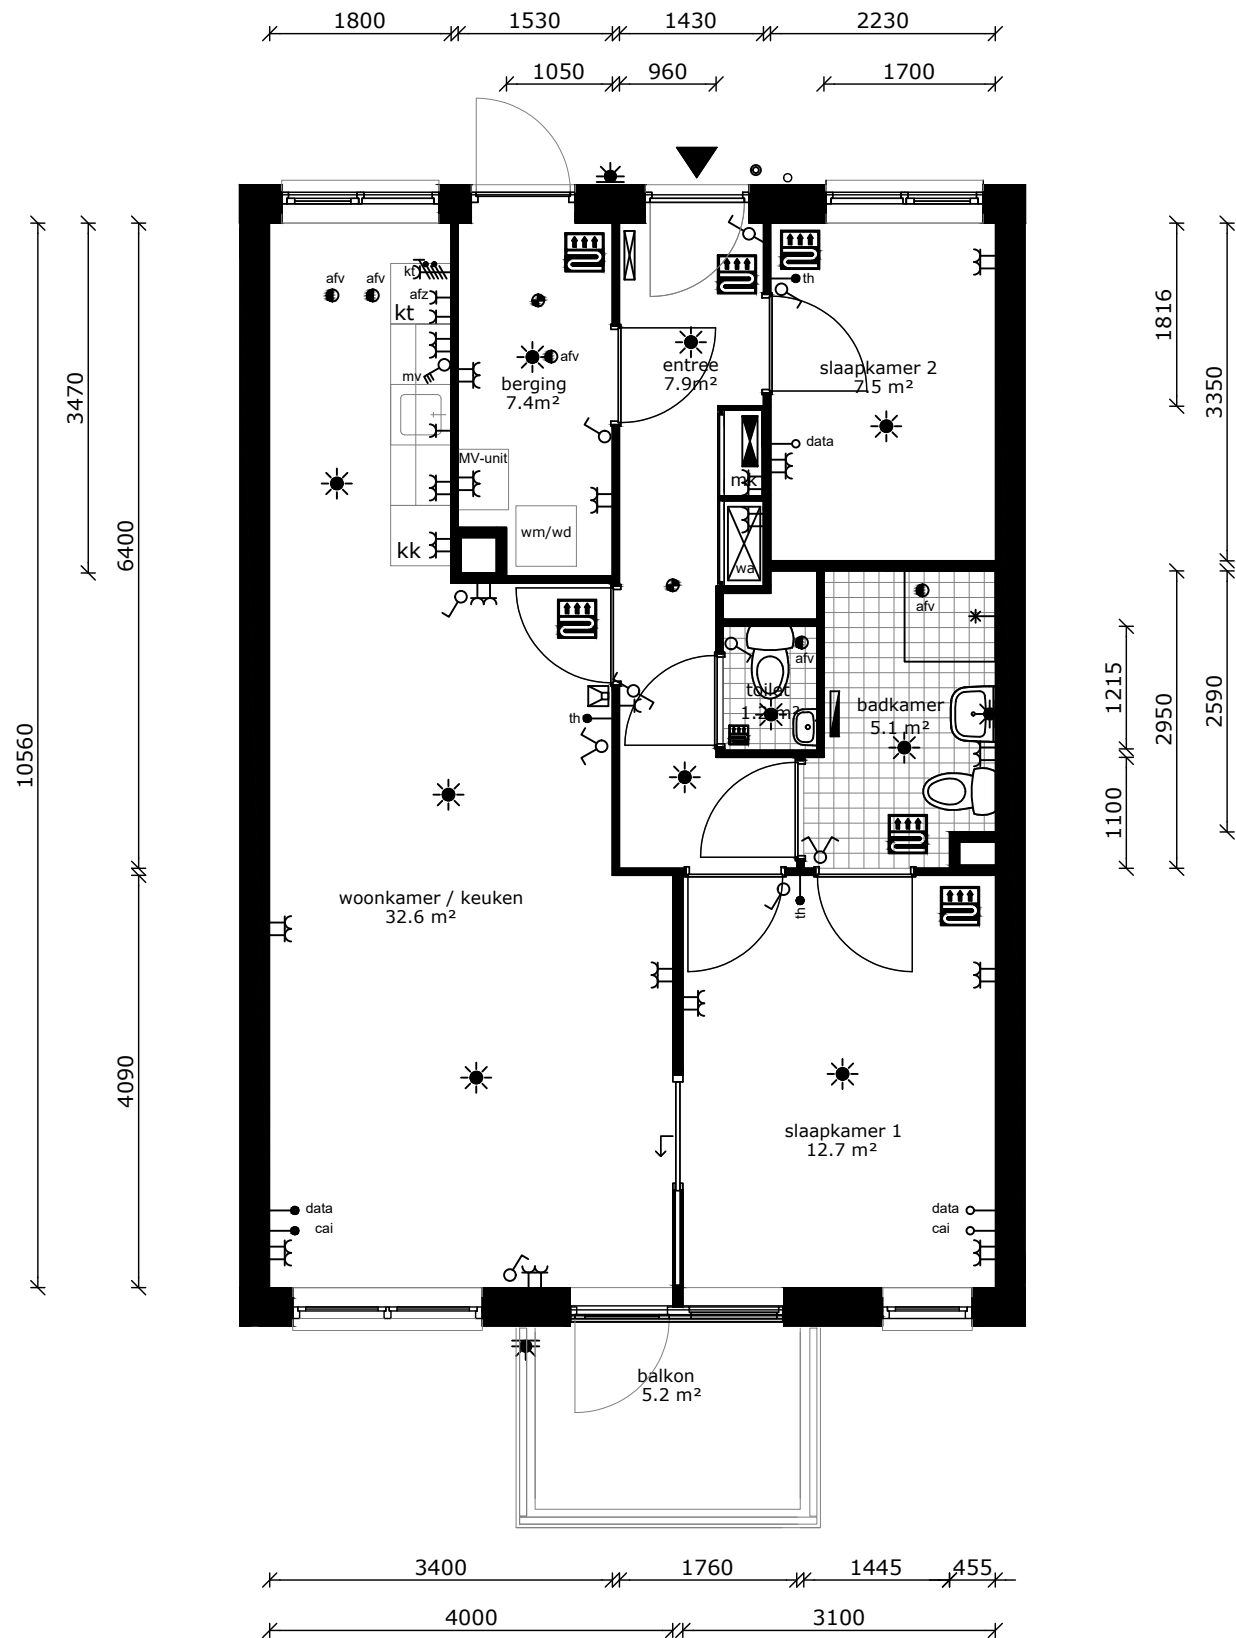 1800
1530
1430
2230
1050
960
1700
afv
afv
kt
afz
kt
mv
afv
berging
7.4m²
MV-unit
wm/wd
kk
entree
7.9m²
th
slaapkamer 2
7.5 m²
data
mk
wa
afv
afv
toilet
badkamer
5.1 m²
th
th
woonkamer / keuken
32.6 m²
slaapkamer 1
12.7 m²
data
cai
data
cai
balkon
5.2 m²
10560
3470
6400
4090
1816
3350
1215
2950
2590
1100
3400
1760
1445
455
4000
3100